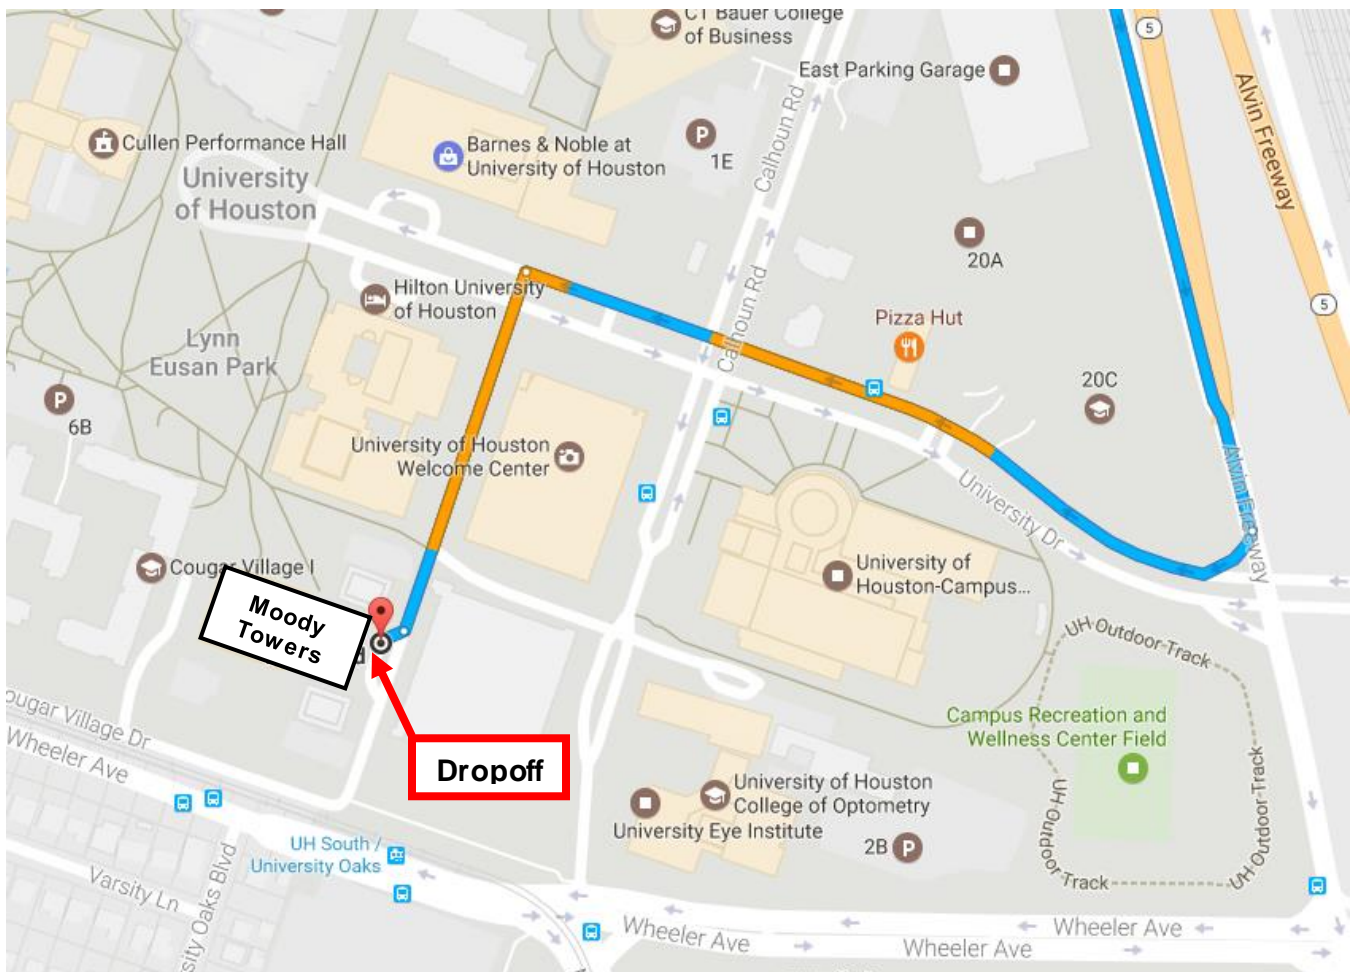 CT Bauer College
of Business
5
East Parking Garage
Alvin Freeway
Calhoun Rd
P
1E
Cullen Performance Hall
Barnes & Noble at
University of Houston
University
of Houston
20A
Calhoun Rd
Hilton University
of Houston
5
Pizza Hut
Lynn
Eusan Park
20C
P
6B
University of Houston
Welcome Center
Alvin Freeway
University Dr
University of
Houston-Campus...
Cougar Village I
Moody
Towers
UH Outdoor Track
Campus Recreation and
Wellness Center Field
ougar Village Dr
Wheeler Ave
Dropoff
University of Houston
College of Optometry
University Eye Institute
2B
P
UH Outdoor Track
UH Outdoor Track
UH South /
University Oaks
Varsity Ln
sity Oaks Blvd
Wheeler Ave
Wheeler Ave
Wheeler Ave